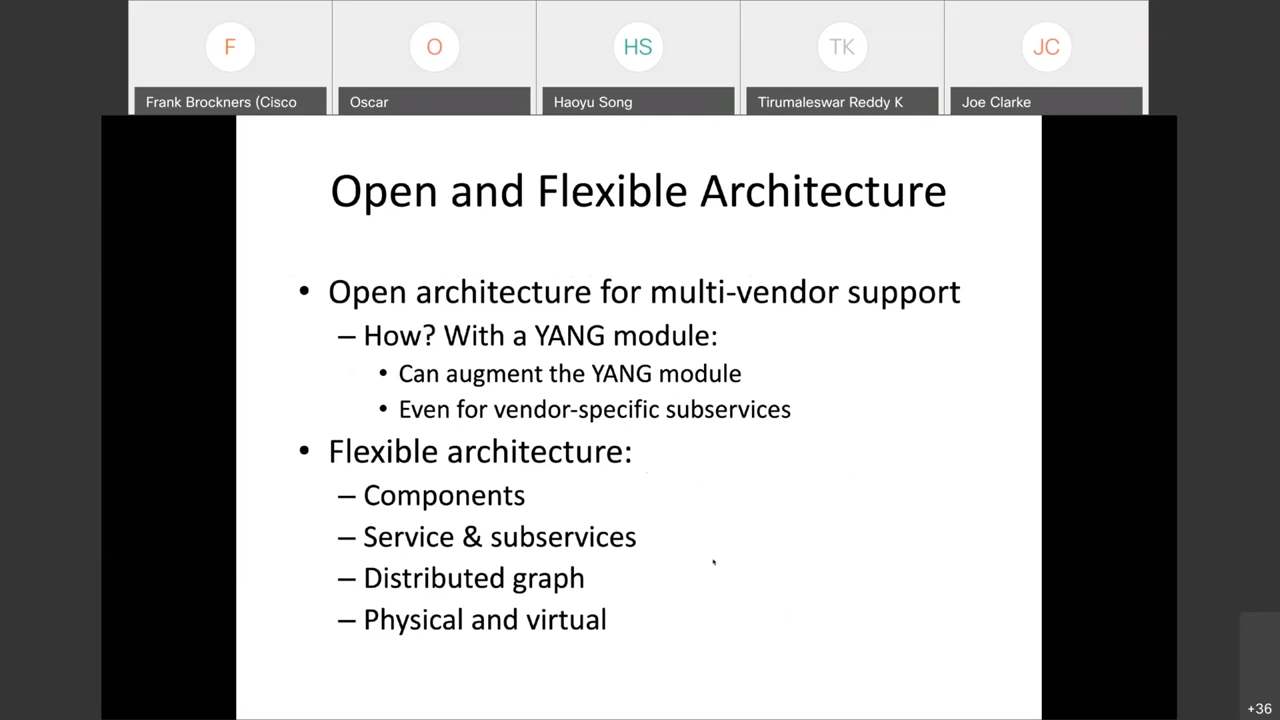 F
O
HS
TK
JC
Frank Brockners (Cisco
Oscar
Haoyu Song
Tirumaleswar Reddy K
Joe Clarke
Open and Flexible Architecture
• Open architecture for multi-vendor support
– How? With a YANG module:
• Can augment the YANG module
• Even for vendor-specific subservices
• Flexible architecture:
– Components
– Service & subservices
– Distributed graph
– Physical and virtual
+36